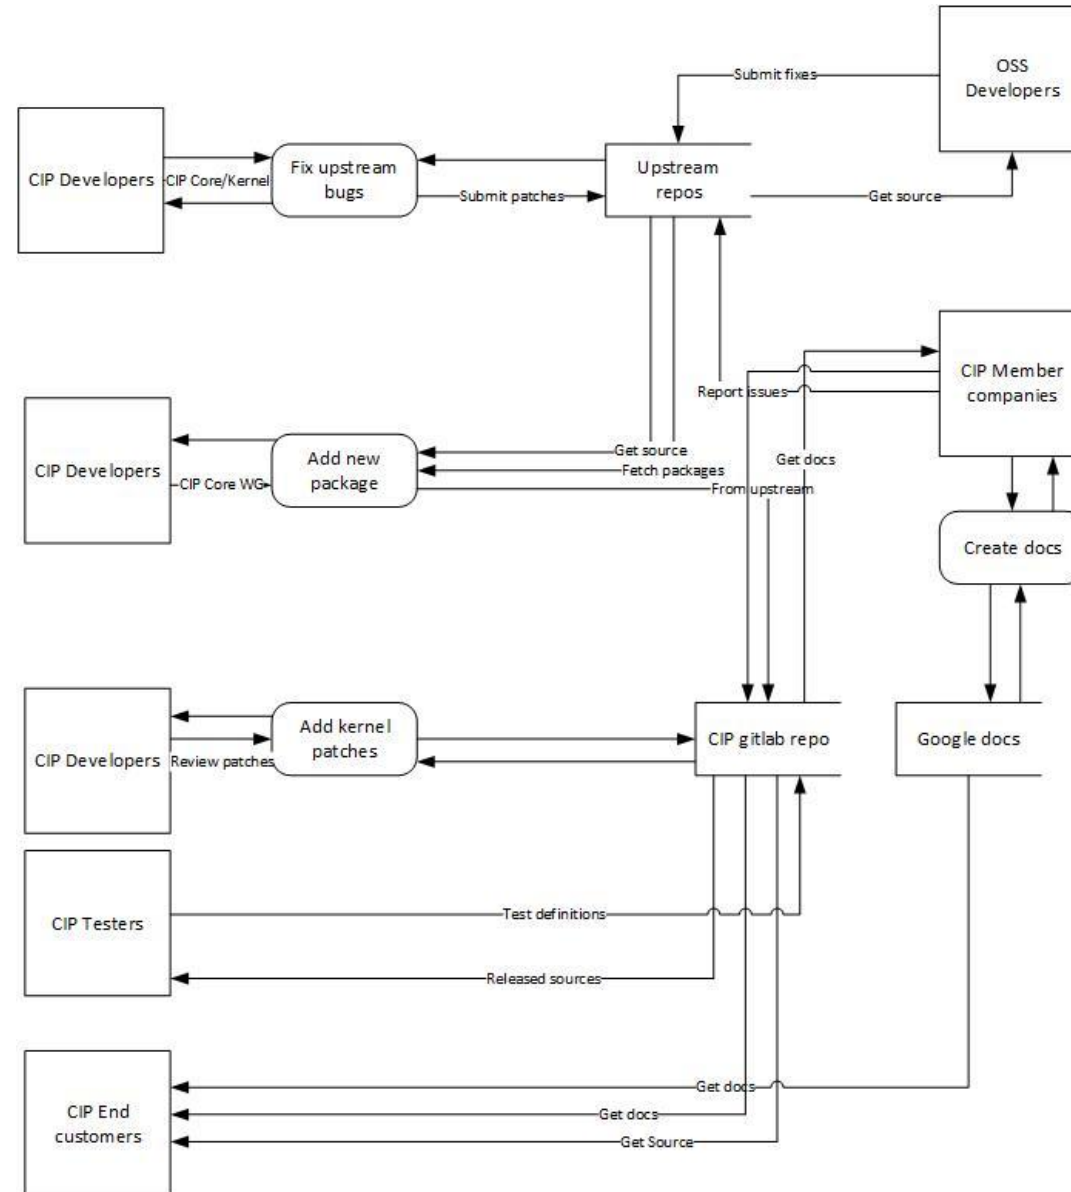 OSS
Developers
Submit fixes
CIP Developers
CIP Core/Kernel
Fix upstream
bugs
Submit patches
Upstream
repos
Get source
CIP Member
companies
Report issues
CIP Developers
CIP Core WG
Add new
package
Get source
Fetch packages
From upstream
Get docs
Create docs
CIP Developers
Review patches
Add kernel
patches
CIP gitlab repo
Google docs
CIP Testers
Test definitions
Released sources
CIP End
customers
Get docs
Get docs
Get Source